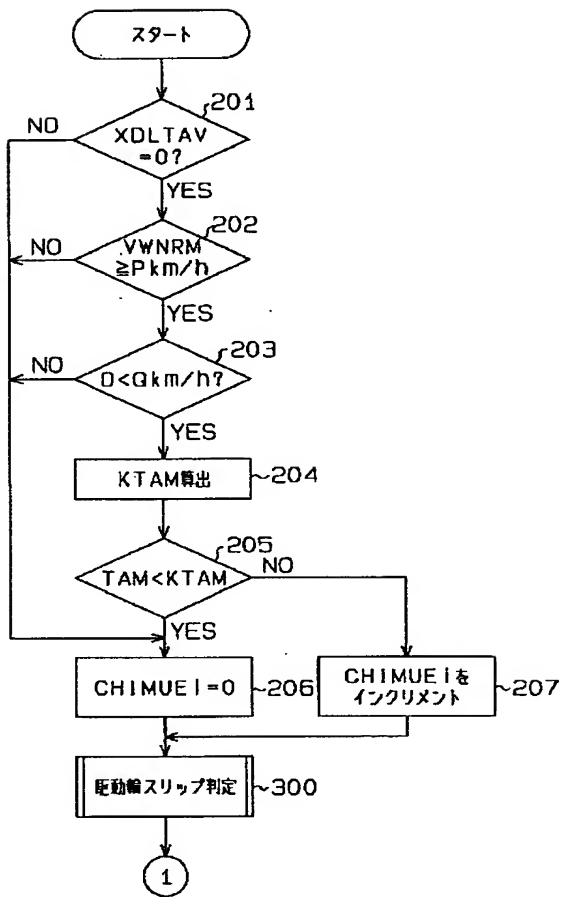 スタート
201
XDLTAV
=0?
NO
YES
202
VWNRM
≧Pkm/h
NO
YES
203
D<Qkm/h?
NO
YES
KTAM算出
204
205
TAM<KTAM
NO
YES
CHIMUEi=0
206
CHIMUEiを
インクリメント
207
駆動輪スリップ判定
300
1